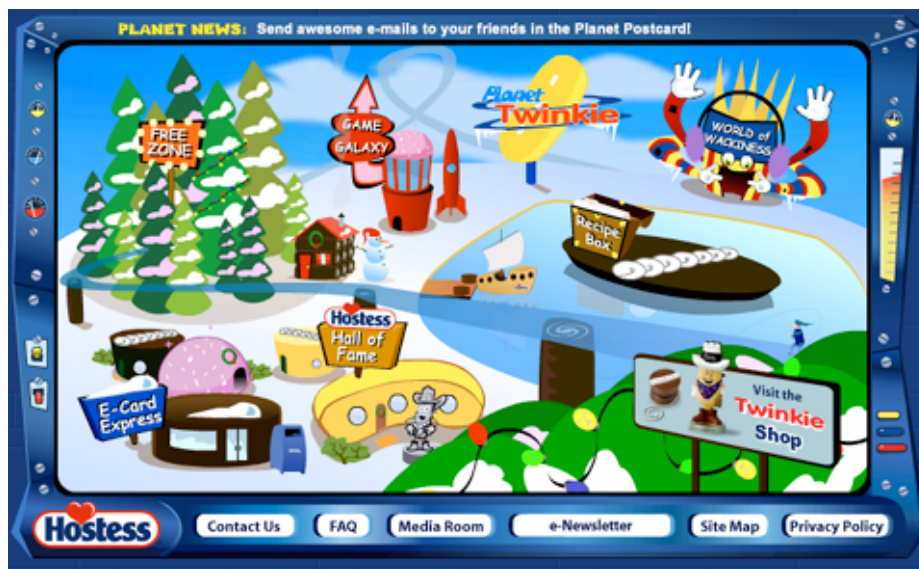 PLANET NEWS: Send awesome e-mails to your friends in the Planet Postcard!
FREE
ZONE
GAME
GALAXY
Planet
Twinkie
WORLD of
WACKINESS
Recipe
Box
Hostess
Hall of
Fame
E-Card
Express
Visit the
Twinkie
Shop
Hostess
Contact Us
FAQ
Media Room
e-Newsletter
Site Map
Privacy Policy